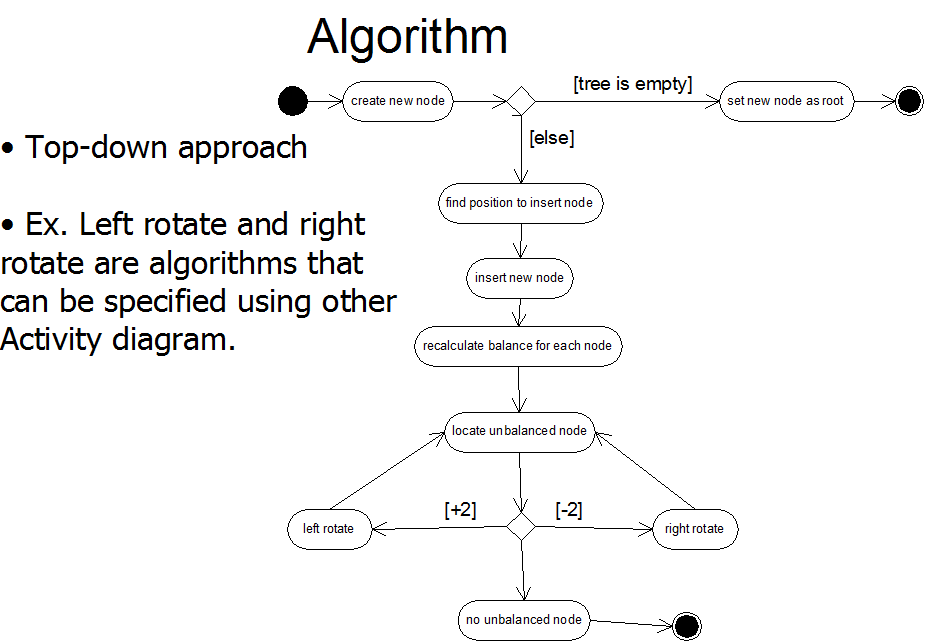 Algorithm
[tree is empty]
create new node
set new node as root
[else]
• Top-down approach
find position to insert node
• Ex. Left rotate and right
rotate are algorithms that
can be specified using other
Activity diagram.
insert new node
recalculate balance for each node
locate unbalanced node
[+2]
[-2]
left rotate
right rotate
no unbalanced node